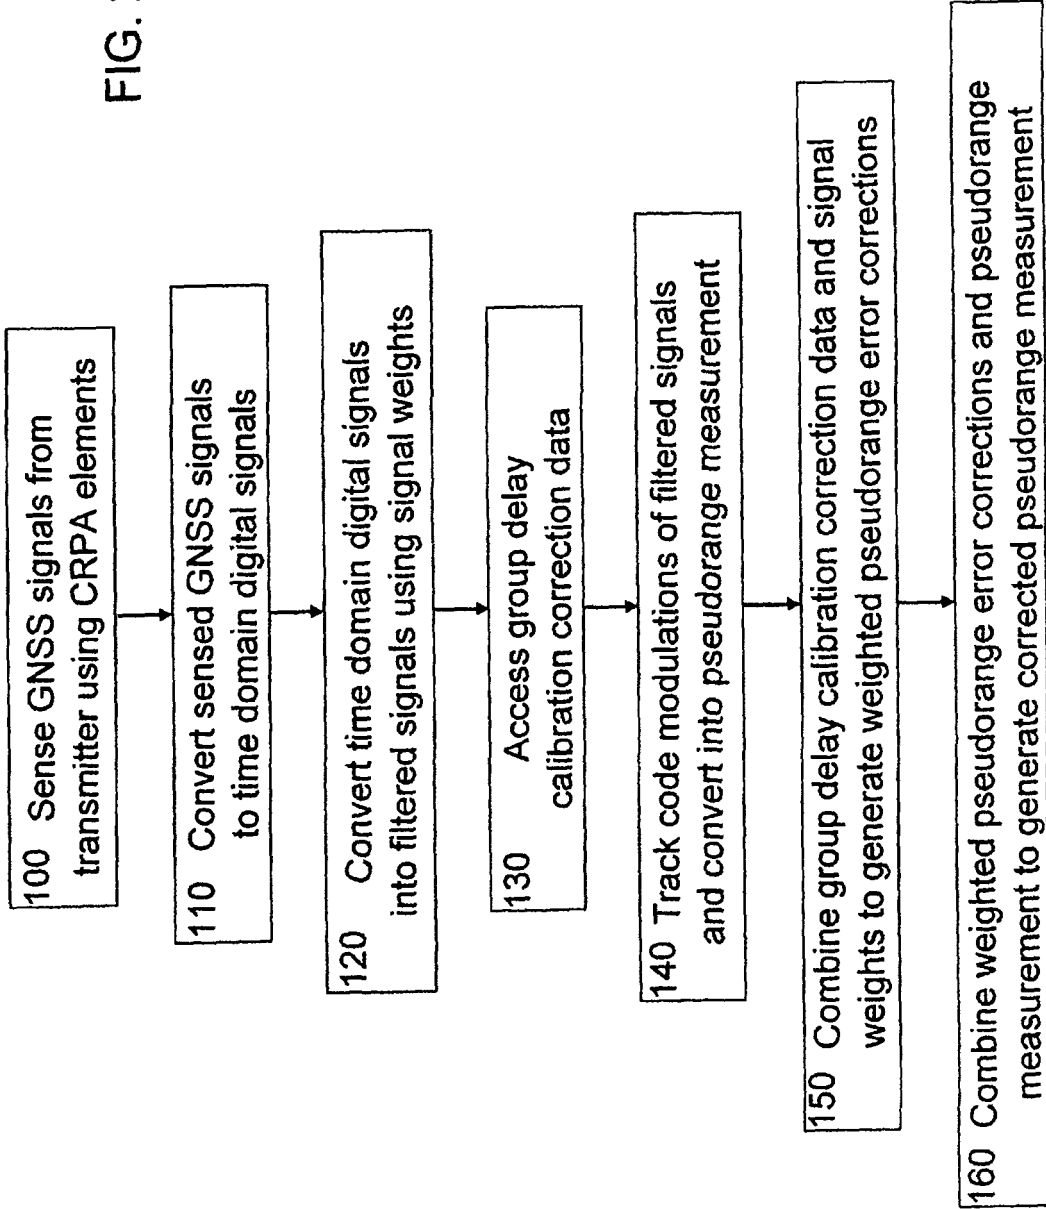 FIG.
100 Sense GNSS signals from
transmitter using CRPA elements
110 Convert sensed GNSS signals
to time domain digital signals
120 Convert time domain digital signals
into filtered signals using signal weights
130 Access group delay
calibration correction data
140 Track code modulations of filtered signals
and convert into pseudorange measurement
150 Combine group delay calibration correction data and signal
weights to generate weighted pseudorange error corrections
160 Combine weighted pseudorange error corrections and pseudorange
measurement to generate corrected pseudorange measurement